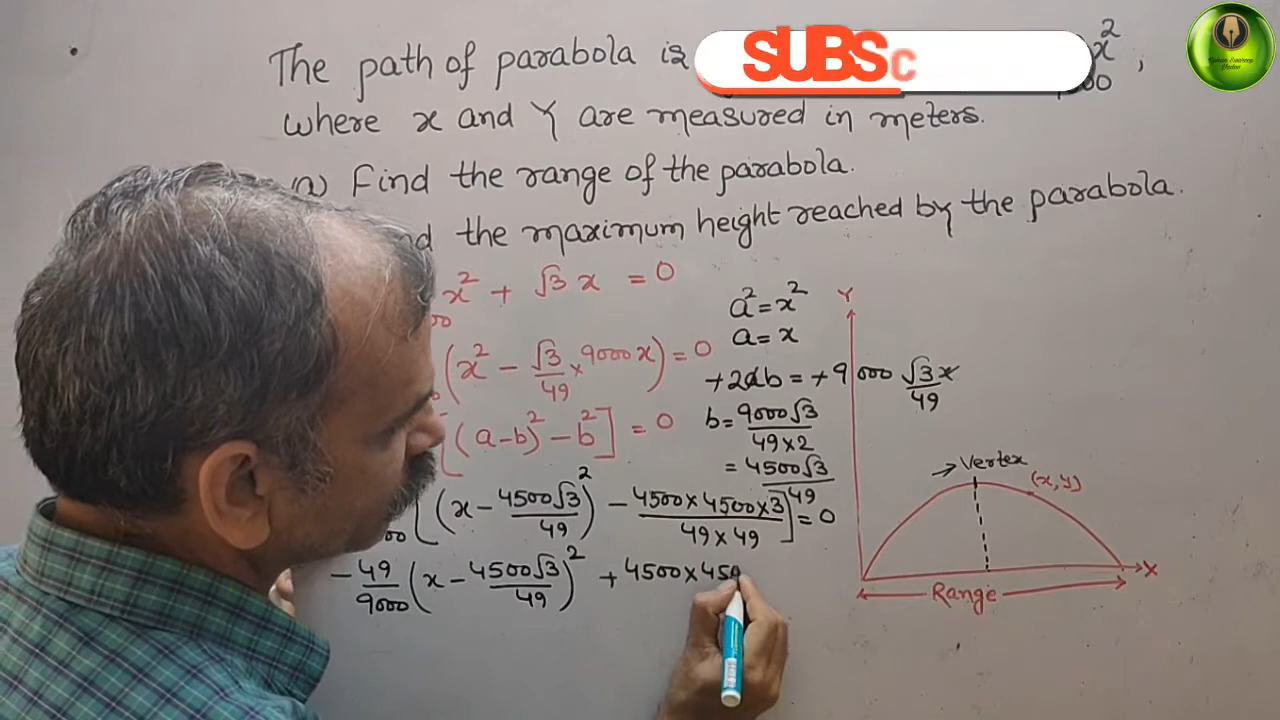 The path of parabola is x²,
SUBSC
where x and Y are measured in meters.
a) Find the range of the parabola.
the maximum height reached by the parabola.
x² + √3 x = 0
(x² - √3/49 × 9000x) = 0
[(a-b)² - b²] = 0
[(x - 4500√3/49)² - 4500×4500×3/49×49] = 0
-49/9000 (x - 4500√3/49)² + 4500×450
a² = x²
a = x
+2ab = +9000 √3x/49
b = 9000√3/49×2
= 4500√3/49
Y
Vertex
(x,y)
X
Range